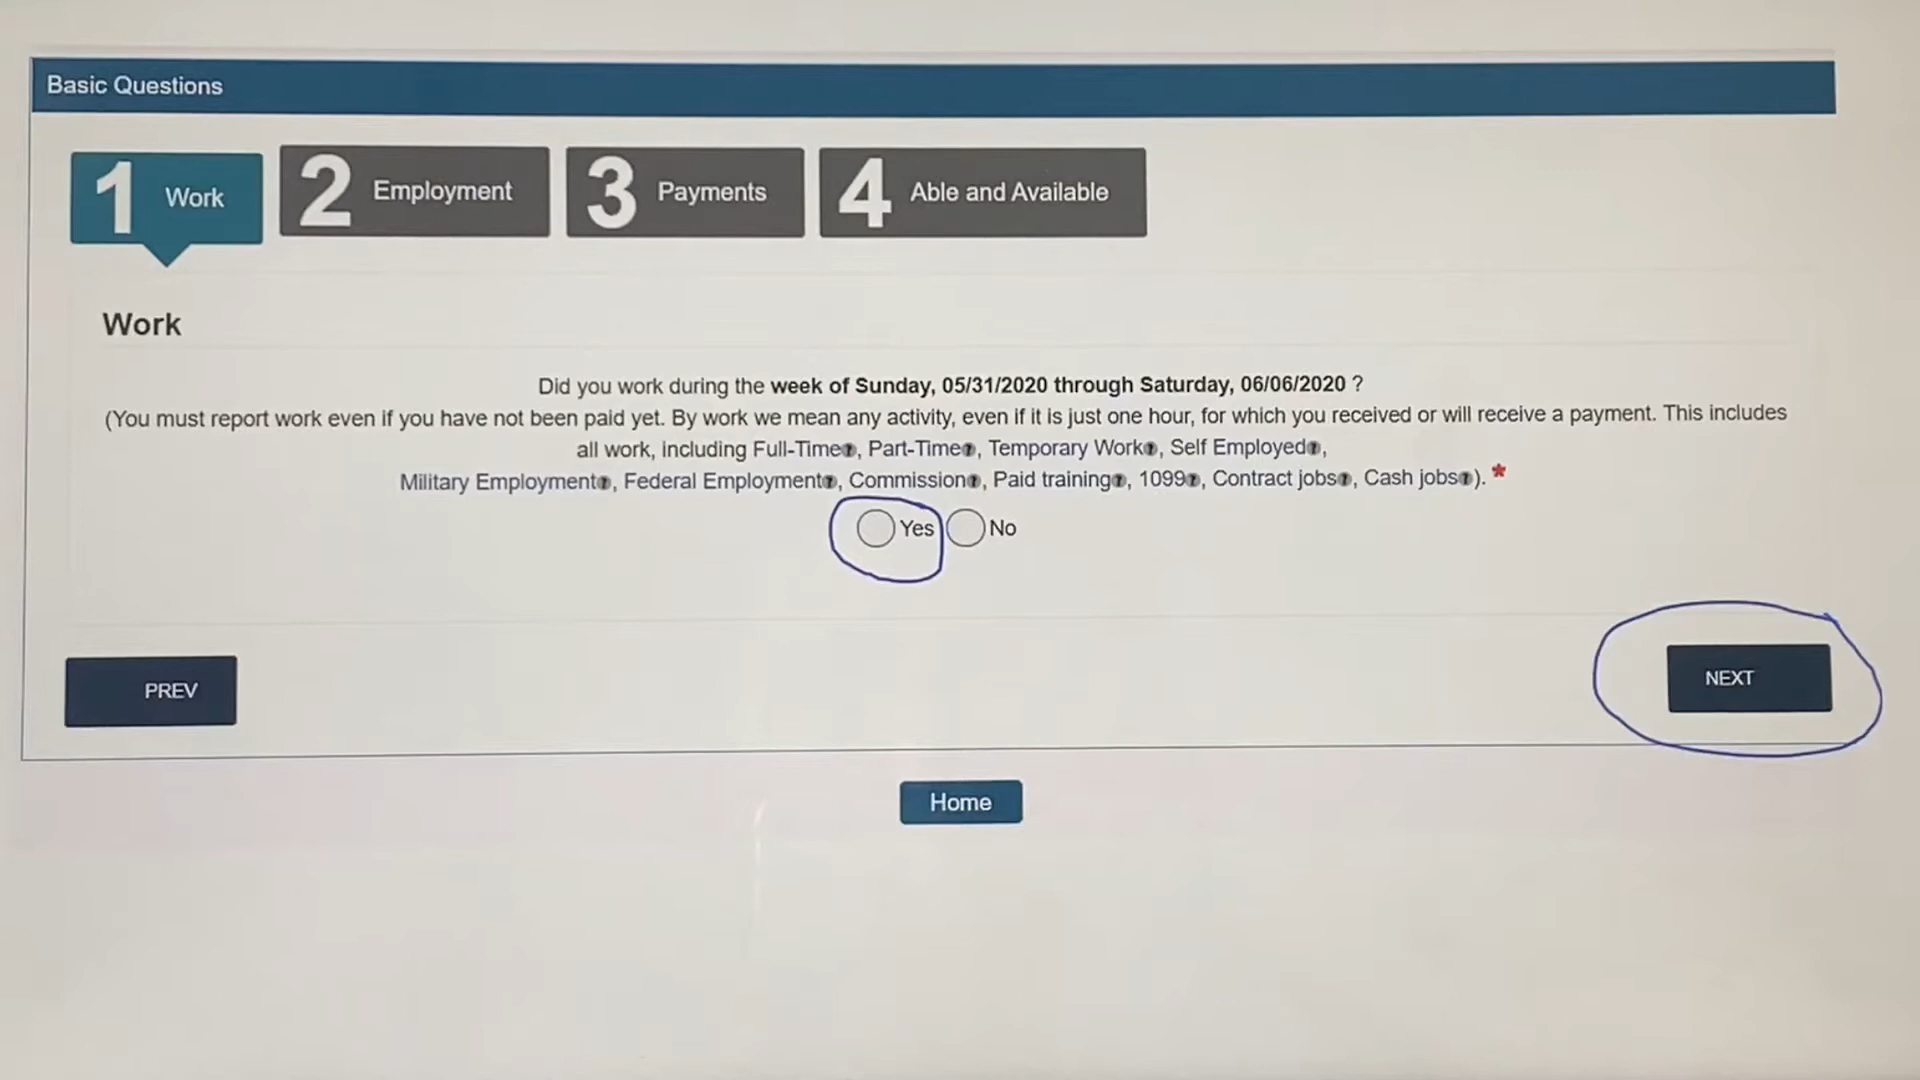 Basic Questions
1 Work
2 Employment
3 Payments
4 Able and Available
Work
Did you work during the week of Sunday, 05/31/2020 through Saturday, 06/06/2020 ?
(You must report work even if you have not been paid yet. By work we mean any activity, even if it is just one hour, for which you received or will receive a payment. This includes
all work, including Full-Time?, Part-Time?, Temporary Work?, Self Employed?,
Military Employment?, Federal Employment?, Commission?, Paid training?, 1099?, Contract jobs?, Cash jobs?). *
Yes No
PREV
NEXT
Home